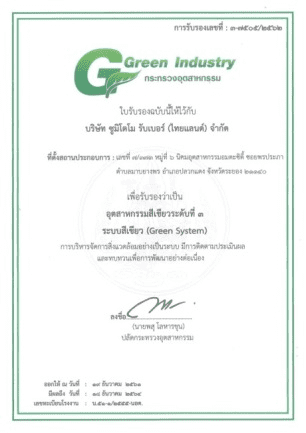 การรับรองเลขที่ : ๓-๗๕๐๕/๒๕๖๒
Green Industry
กระทรวงอุตสาหกรรม
ใบรับรองฉบับนี้ให้ไว้กับ
บริษัท ซูมิโตโม รับเบอร์ (ไทยแลนด์) จำกัด
ที่ตั้งสถานประกอบการ : เลขที่ หมู่ที่ ๖ นิคมอุตสาหกรรมอมตะซิตี้ ซอยพรประภา
ตำบลมาบยางพร อำเภอปลวกแดง จังหวัดระยอง ๒๑๑๔๐
เพื่อรับรองว่าเป็น
อุตสาหกรรมสีเขียวระดับที่ ๓
ระบบสีเขียว (Green System)
การบริหารจัดการสิ่งแวดล้อมอย่างเป็นระบบ มีการติดตามประเมินผล
และทบทวนเพื่อการพัฒนาอย่างต่อเนื่อง
ลงชื่อ
(นายพสุ โลหารชุน)
ปลัดกระทรวงอุตสาหกรรม
ออกให้ ณ วันที่ : ๑๙ ธันวาคม ๒๕๖๑
มีผลถึง วันที่ : ๑๘ ธันวาคม ๒๕๖๔
เลขทะเบียนโรงงาน :